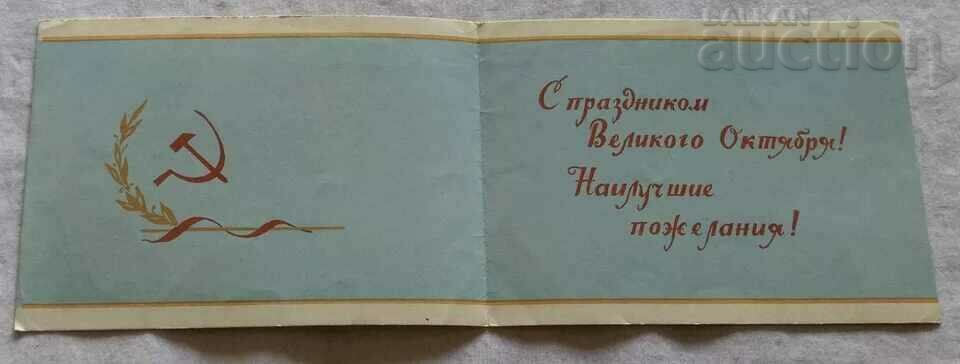 BALKAN
auction
С праздником
Великого Октября!
Наилучшие
пожелания!